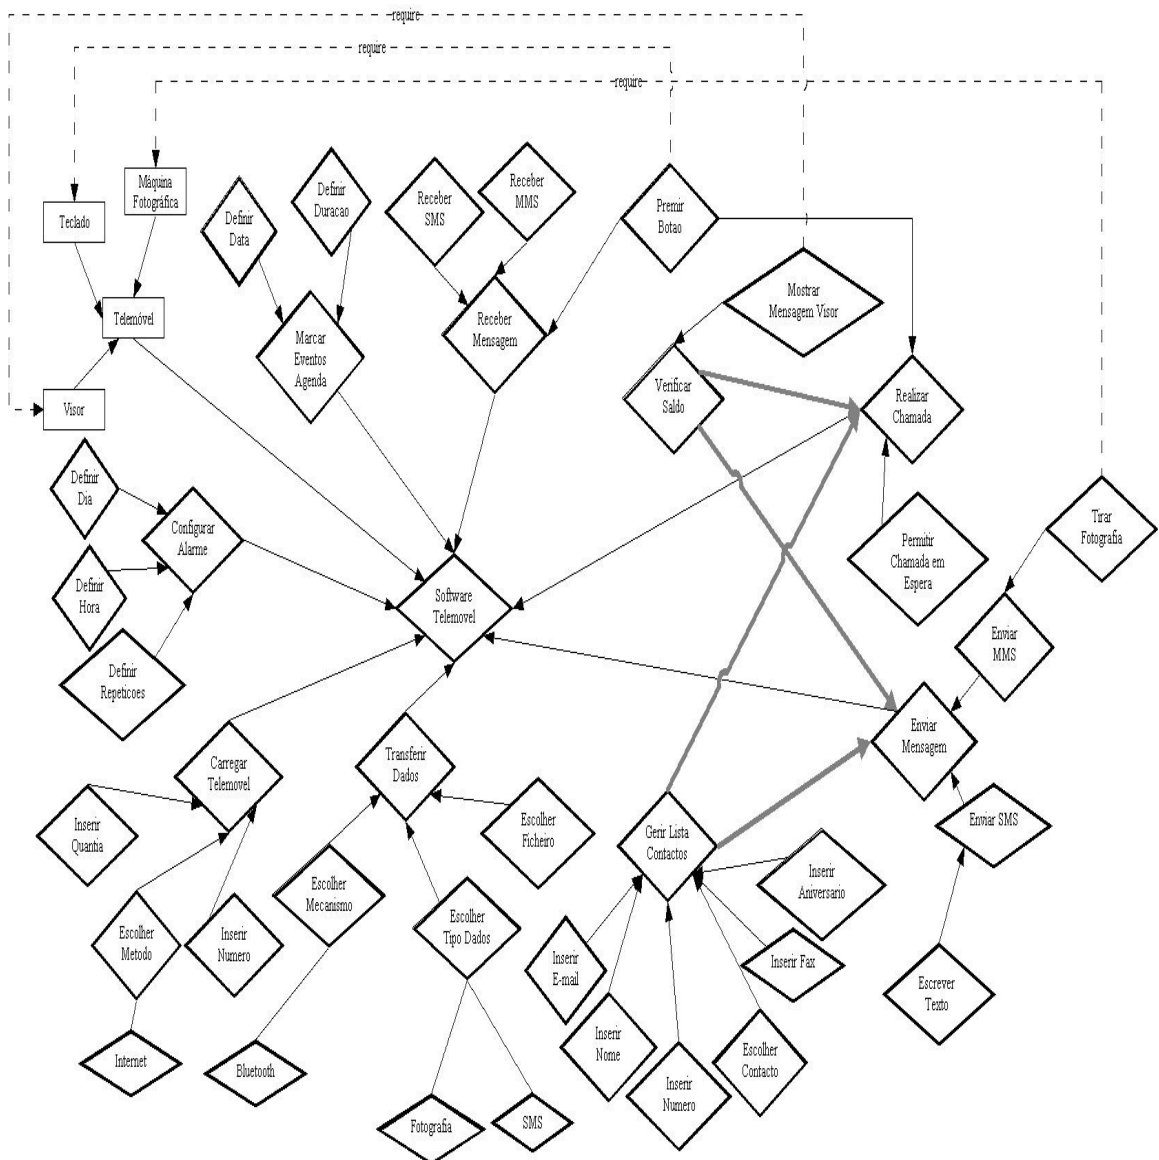 require
require
require
Máquina
Fotográfica
Teclado
Telemóvel
Visor
Definir
Data
Definir
Duracao
Receber
SMS
Receber
MMS
Premir
Botao
Mostrar
Mensagem Visor
Marcar
Eventos
Agenda
Receber
Mensagem
Verificar
Saldo
Realizar
Chamada
Definir
Dia
Configurar
Alarme
Definir
Hora
Definir
Repeticoes
Software
Telemovel
Permitir
Chamada em
Espera
Tirar
Fotografia
Enviar
MMS
Enviar
Mensagem
Enviar SMS
Escrever
Texto
Carregar
Telemovel
Transferir
Dados
Inserir
Quantia
Escolher
Metodo
Inserir
Numero
Internet
Escolher
Mecanismo
Bluetooth
Escolher
Ficheiro
Escolher
Tipo Dados
Fotografia
SMS
Gerir Lista
Contactos
Inserir
Aniversario
Inserir
E-mail
Inserir Fax
Inserir
Nome
Inserir
Numero
Escolher
Contacto